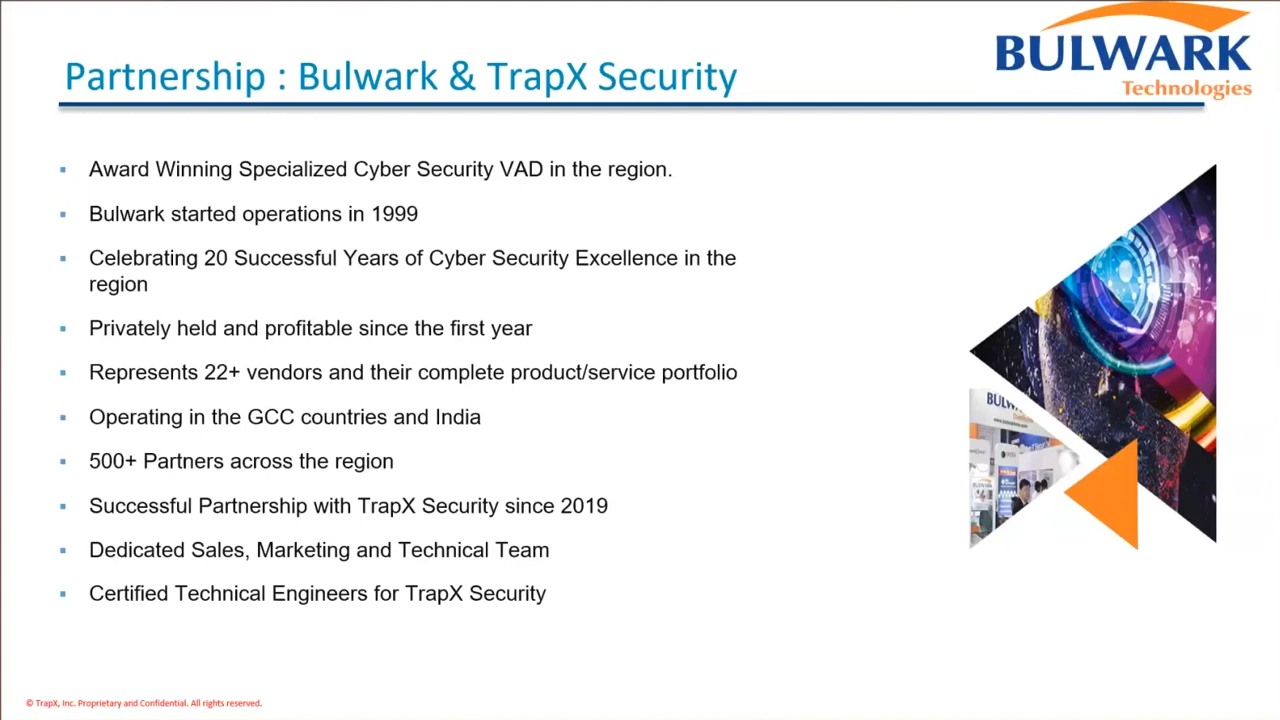 BULWARK
Technologies
Partnership : Bulwark & TrapX Security
Award Winning Specialized Cyber Security VAD in the region.
Bulwark started operations in 1999
Celebrating 20 Successful Years of Cyber Security Excellence in the
region
Privately held and profitable since the first year
Represents 22+ vendors and their complete product/service portfolio
Operating in the GCC countries and India
500+ Partners across the region
Successful Partnership with TrapX Security since 2019
Dedicated Sales, Marketing and Technical Team
Certified Technical Engineers for TrapX Security
© TrapX, Inc. Proprietary and Confidential. All rights reserved.